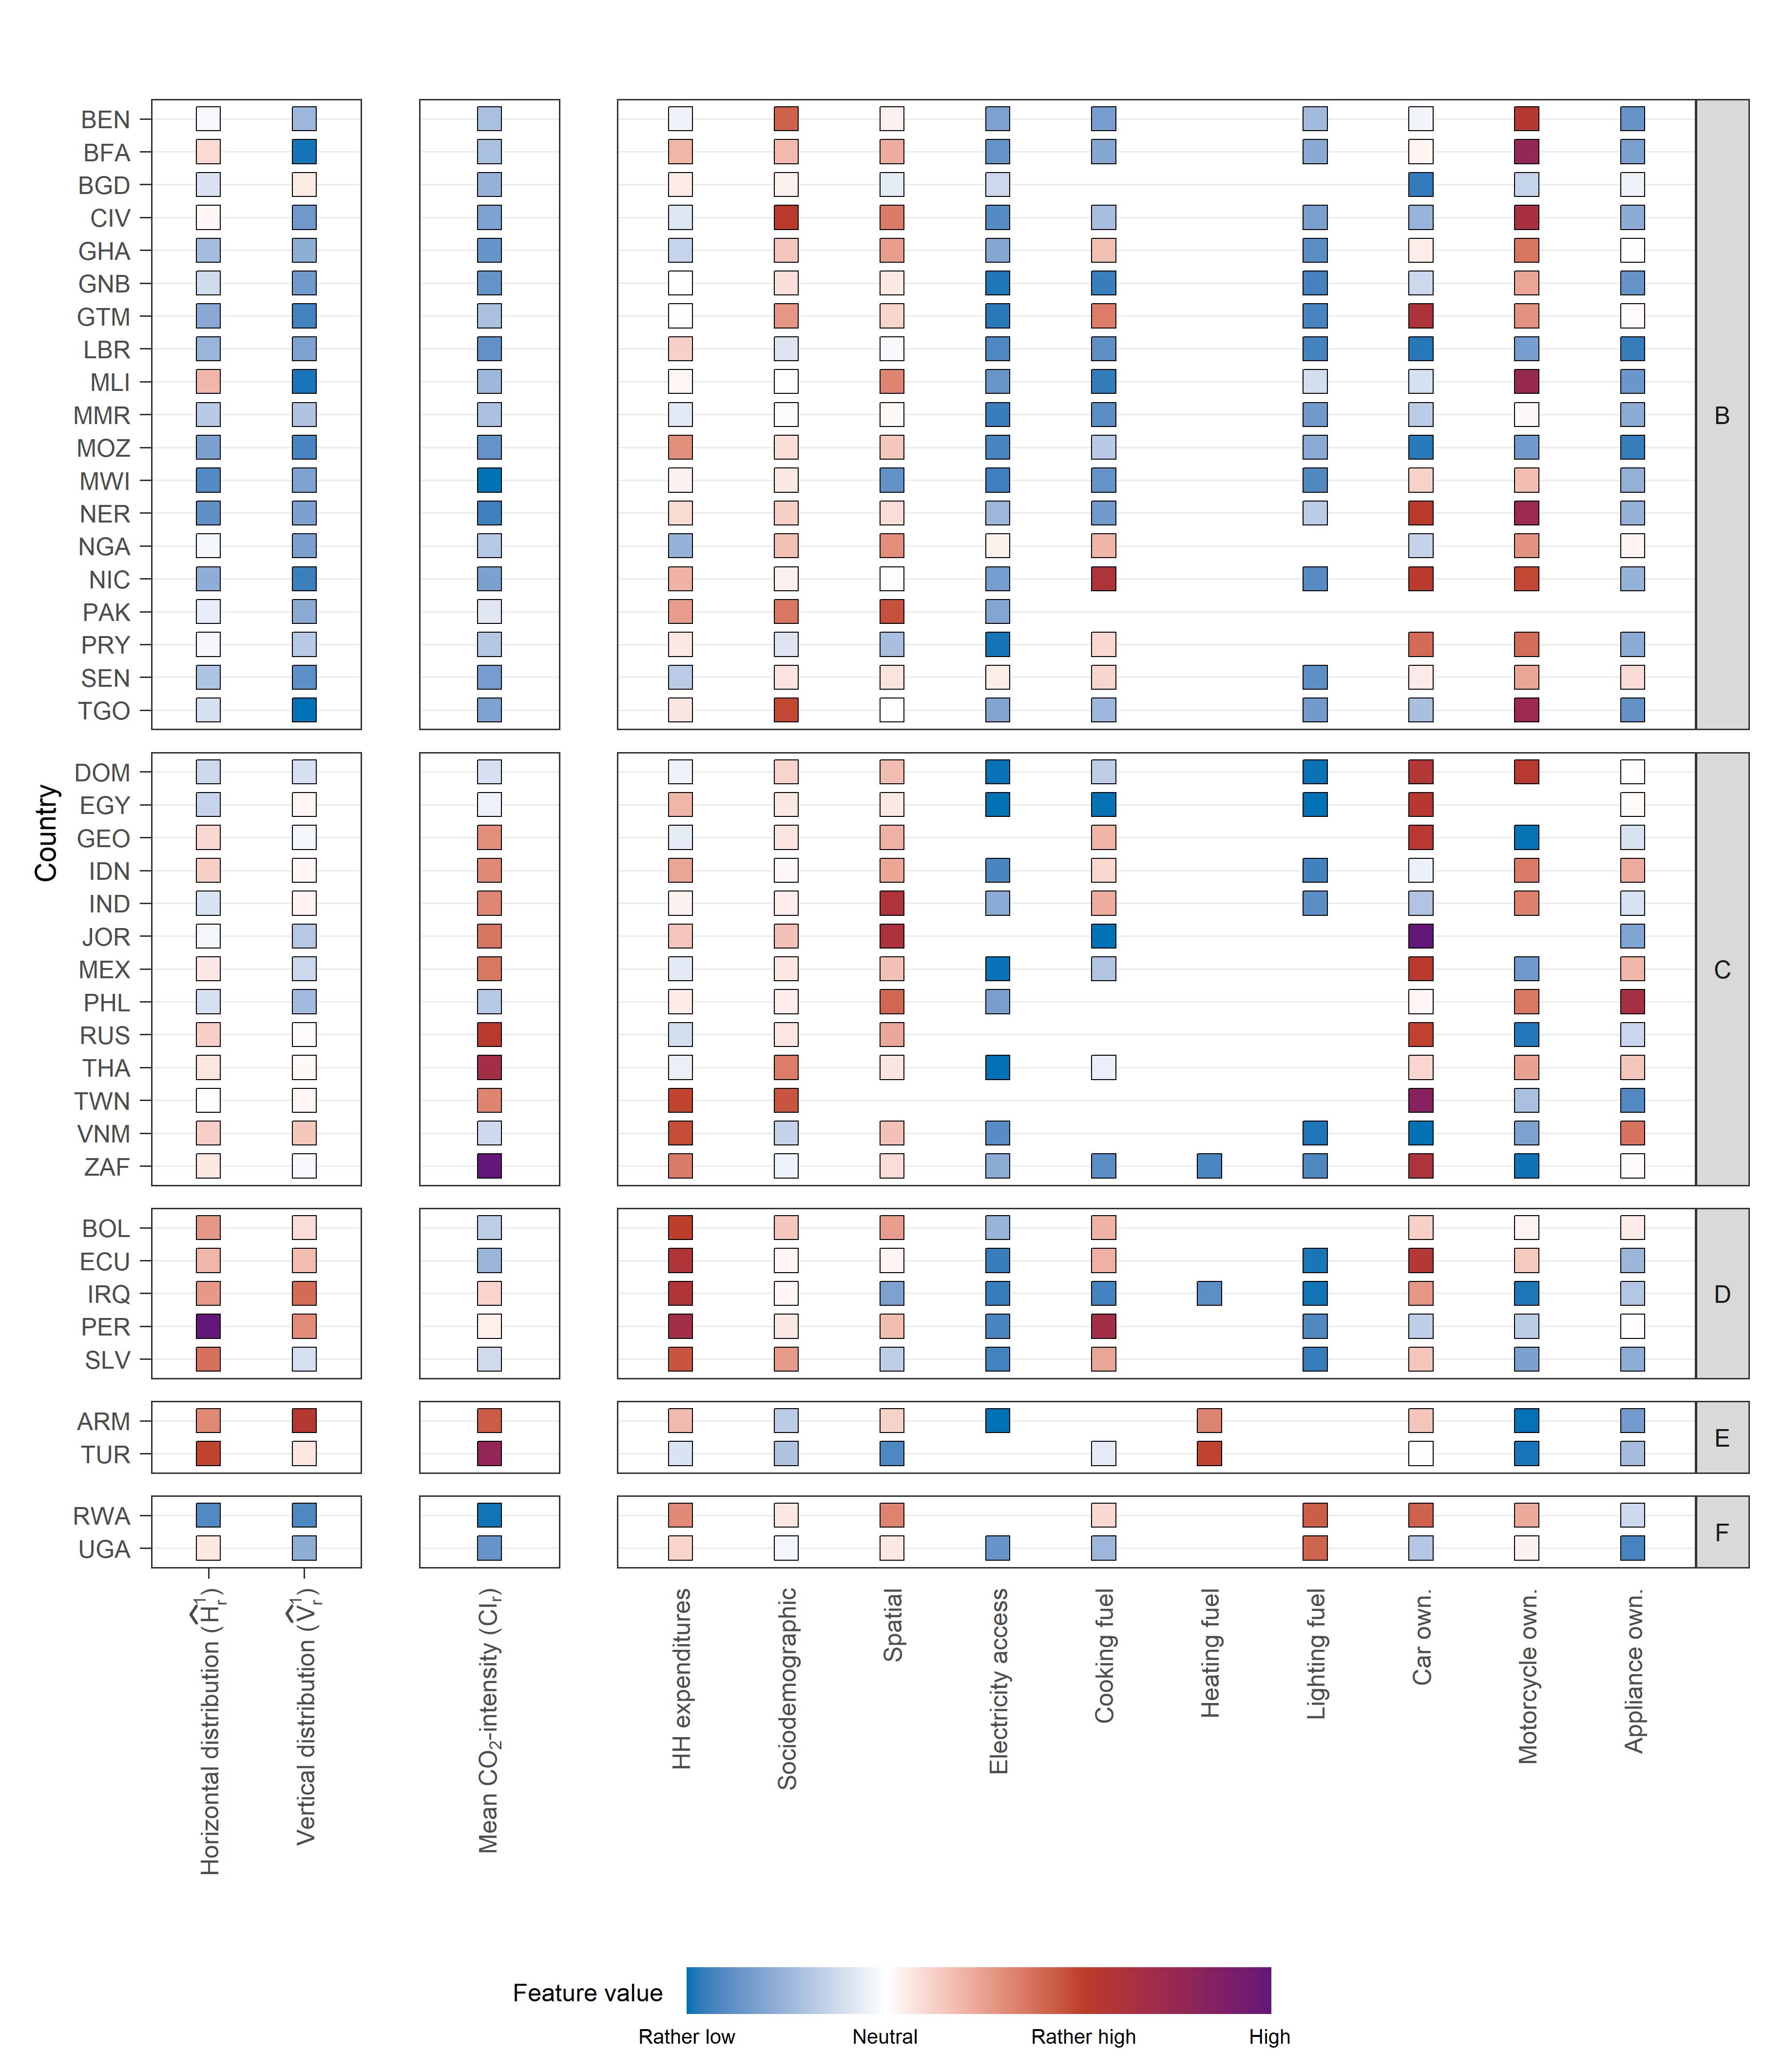 Country
BEN
BFA
BGD
CIV
GHA
GNB
GTM
LBR
MLI
MMR
MOZ
MWI
NER
NGA
NIC
PAK
PRY
SEN
TGO
B
DOM
EGY
GEO
IDN
IND
JOR
MEX
PHL
RUS
THA
TWN
VNM
ZAF
C
BOL
ECU
IRQ
PER
SLV
D
ARM
TUR
E
RWA
UGA
F
Horizontal distribution (Ĥ¹ᵣ)
Vertical distribution (V̂¹ᵣ)
Mean CO₂-intensity (CIᵣ)
HH expenditures
Sociodemographic
Spatial
Electricity access
Cooking fuel
Heating fuel
Lighting fuel
Car own.
Motorcycle own.
Appliance own.
Feature value
Rather low Neutral Rather high High